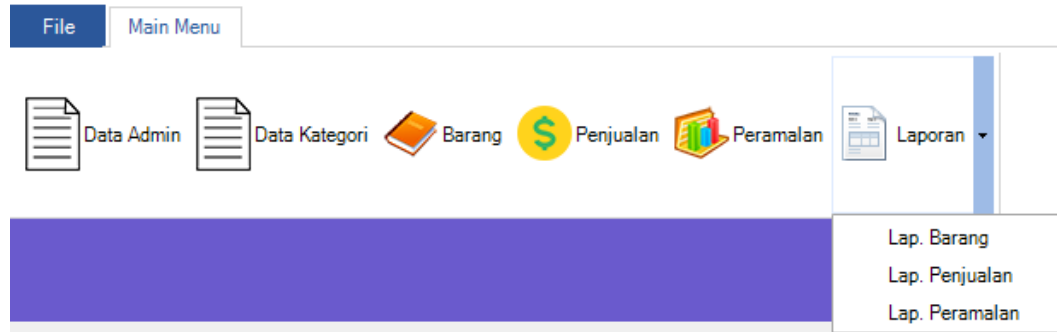 File Main Menu
Data Admin Data Kategori Barang $ Penjualan Peramalan Laporan
Lap. Barang
Lap. Penjualan
Lap. Peramalan